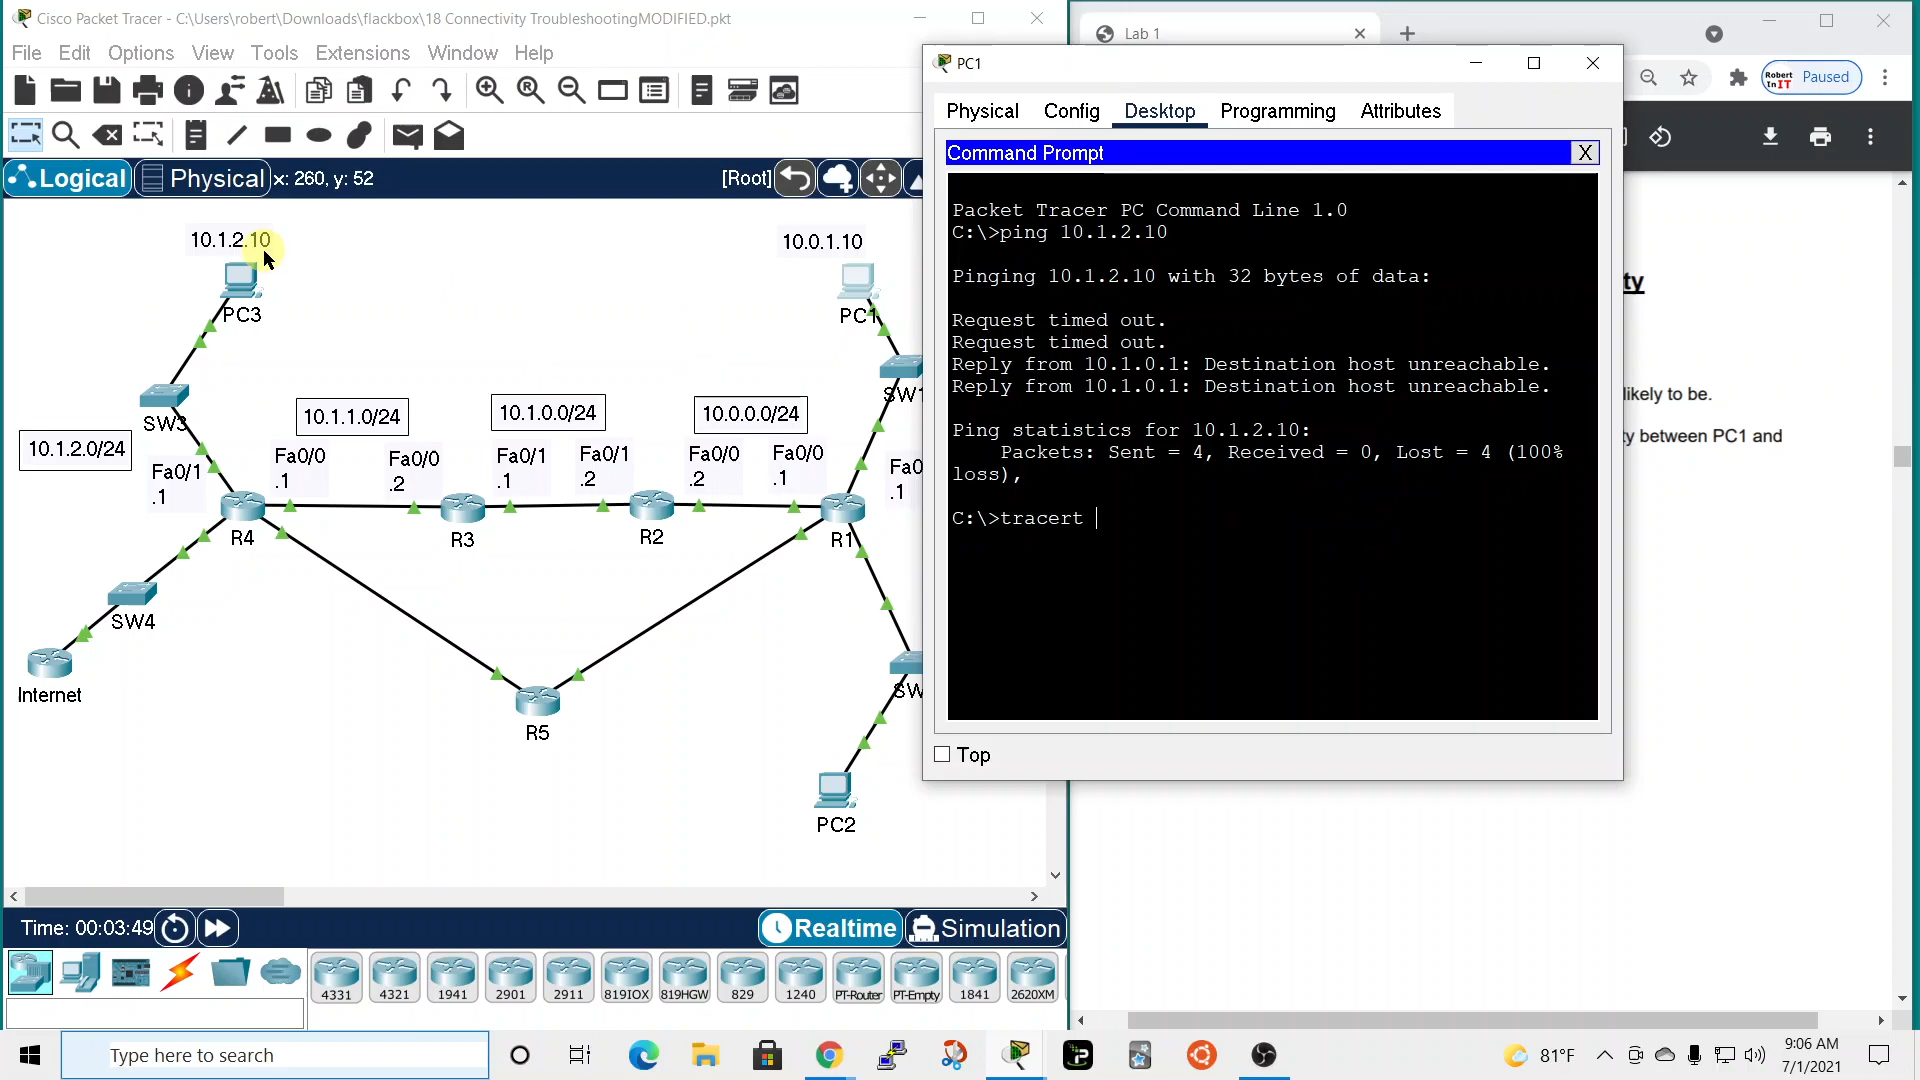 Cisco Packet Tracer - C:\Users\robert\Downloads\flackbox\18 Connectivity TroubleshootingMODIFIED.pkt
File Edit Options View Tools Extensions Window Help
Logical Physical x: 260, y: 52 [Root]
10.1.2.10
10.0.1.10
PC3
PC1
SW3
SW1
10.1.1.0/24
10.1.0.0/24
10.0.0.0/24
10.1.2.0/24
Fa0/1
.1
Fa0/0
.1
Fa0/0
.2
Fa0/1
.1
Fa0/1
.2
Fa0/0
.2
Fa0/0
.1
Fa0
.1
R4
R3
R2
R1
SW4
Internet
R5
SW
PC2
Time: 00:03:49
Realtime
Simulation
4331 4321 1941 2901 2911 819IOX 819HGW 829 1240 PT-Router PT-Empty 1841 2620XM
PC1
Physical Config Desktop Programming Attributes
Command Prompt
X
Packet Tracer PC Command Line 1.0
C:\>ping 10.1.2.10
Pinging 10.1.2.10 with 32 bytes of data:
Request timed out.
Request timed out.
Reply from 10.1.0.1: Destination host unreachable.
Reply from 10.1.0.1: Destination host unreachable.
Ping statistics for 10.1.2.10:
Packets: Sent = 4, Received = 0, Lost = 4 (100%
loss),
C:\>tracert
Top
Lab 1
Robert
InIT
Paused
ty
likely to be.
ty between PC1 and
Type here to search
81°F
9:06 AM
7/1/2021